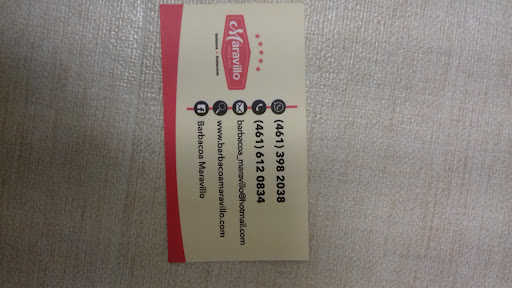 Maravillo
(461) 398 2038
(461) 612 0834
barbacoa_maravillo@hotmail.com
www.barbacoamaravillo.com
Barbacoa Maravillo